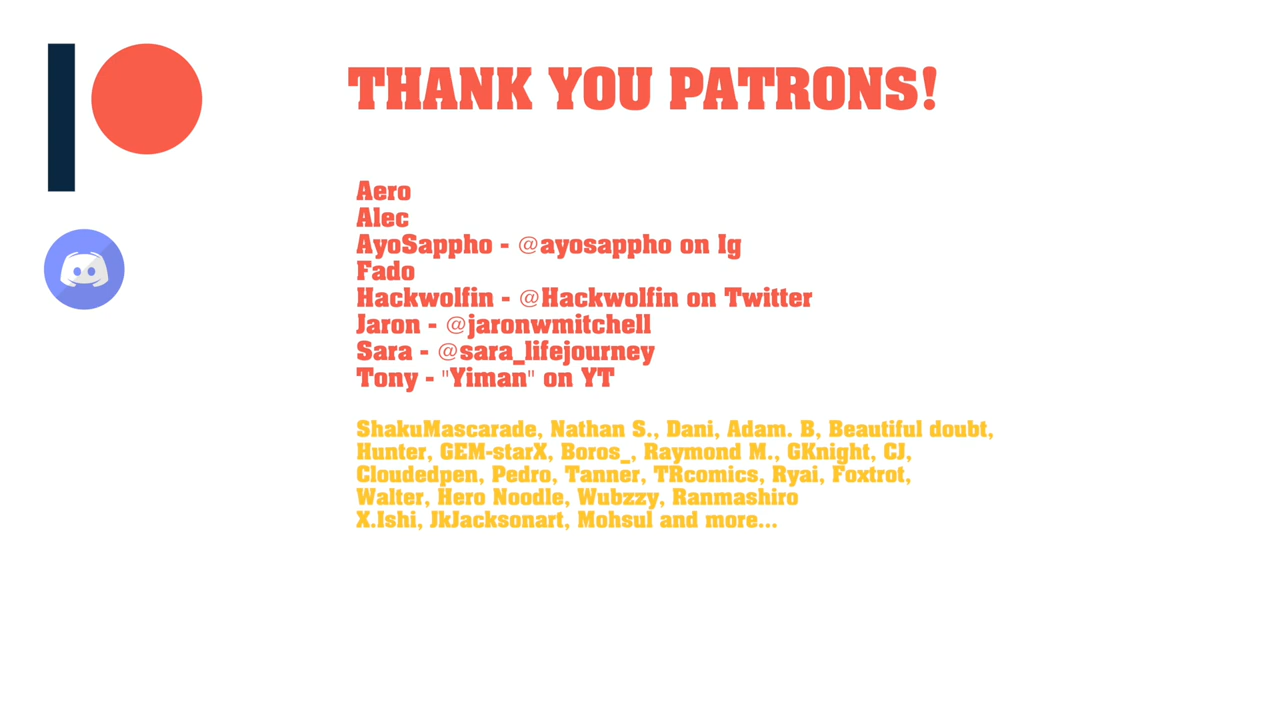 THANK YOU PATRONS!
Aero
Alec
AyoSappho - @ayosappho on Ig
Fado
Hackwolfin - @Hackwolfin on Twitter
Jaron - @jaronwmitchell
Sara - @sara_lifejourney
Tony - "Yiman" on YT
ShakuMascarade, Nathan S., Dani, Adam. B, Beautiful doubt,
Hunter, GEM-starX, Boros_, Raymond M., GKnight, CJ,
Cloudedpen, Pedro, Tanner, TRcomics, Ryai, Foxtrot,
Walter, Hero Noodle, Wubzzy, Ranmashiro
X.Ishi, JkJacksonart, Mohsul and more...